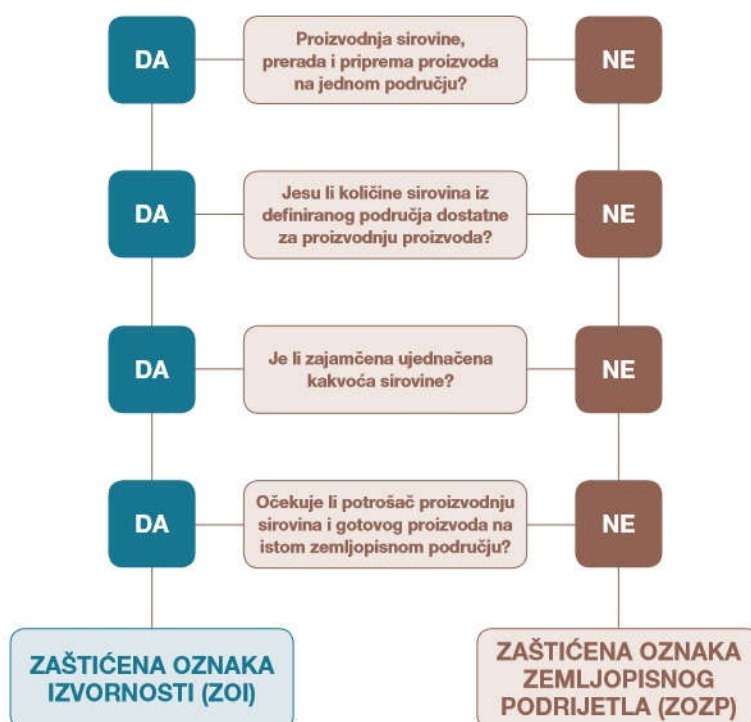 DA
Proizvodnja sirovine,
prerada i priprema proizvoda
na jednom području?
NE
DA
Jesu li količine sirovina iz
definiranog područja dostatne
za proizvodnju proizvoda?
NE
DA
Je li zajamčena ujednačena
kakvoća sirovine?
NE
DA
Očekuje li potrošač proizvodnju
sirovina i gotovog proizvoda na
istom zemljopisnom području?
NE
ZAŠTIĆENA OZNAKA
IZVORNOSTI (ZOI)
ZAŠTIĆENA OZNAKA
ZEMLJOPISNOG
PODRIJETLA (ZOZP)